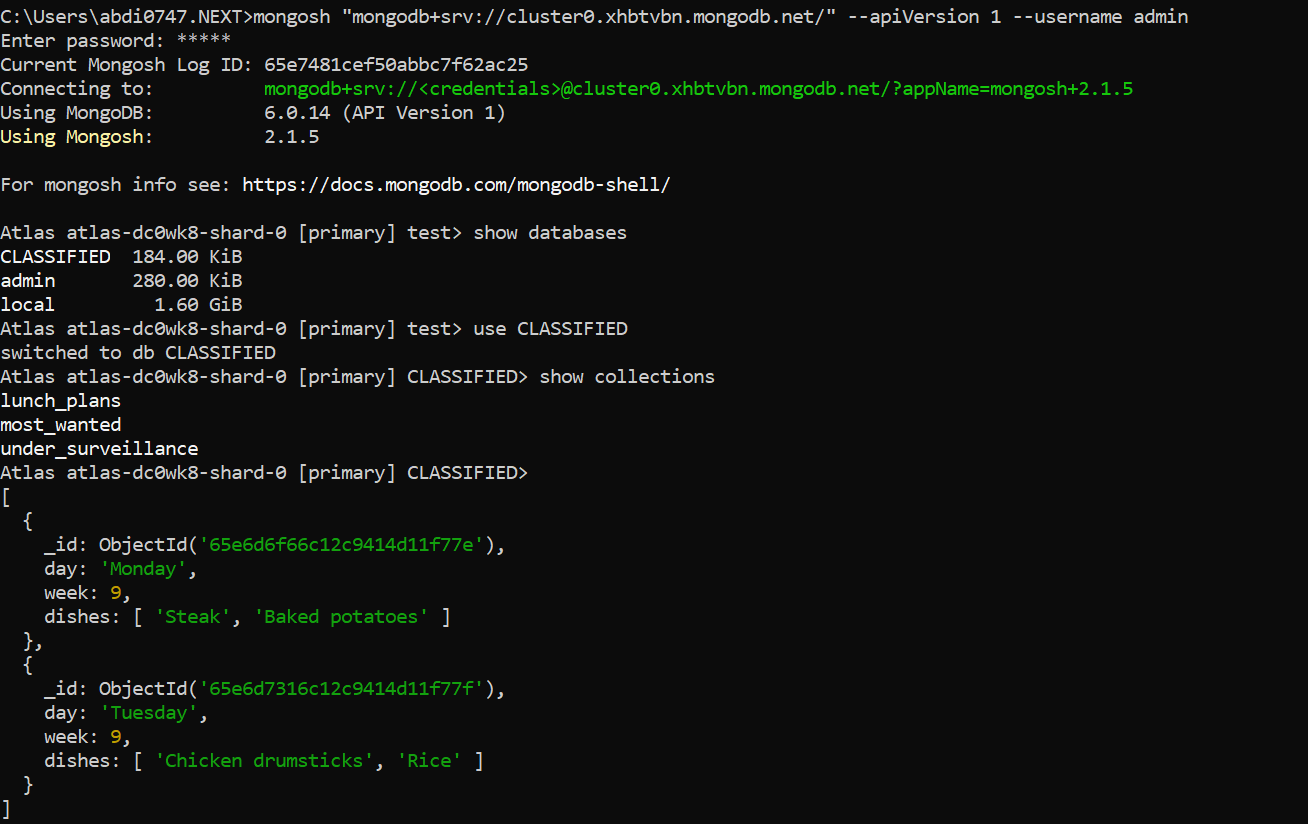 C:\Users\abdi0747.NEXT>mongosh "mongodb+srv://cluster0.xhbtvbn.mongodb.net/" --apiVersion 1 --username admin
Enter password: *****
Current Mongosh Log ID: 65e7481cef50abbc7f62ac25
Connecting to:          mongodb+srv://<credentials>@cluster0.xhbtvbn.mongodb.net/?appName=mongosh+2.1.5
Using MongoDB:          6.0.14 (API Version 1)
Using Mongosh:          2.1.5
For mongosh info see: https://docs.mongodb.com/mongodb-shell/
Atlas atlas-dc0wk8-shard-0 [primary] test> show databases
CLASSIFIED  184.00 KiB
admin       280.00 KiB
local         1.60 GiB
Atlas atlas-dc0wk8-shard-0 [primary] test> use CLASSIFIED
switched to db CLASSIFIED
Atlas atlas-dc0wk8-shard-0 [primary] CLASSIFIED> show collections
lunch_plans
most_wanted
under_surveillance
Atlas atlas-dc0wk8-shard-0 [primary] CLASSIFIED>
[
  {
    _id: ObjectId('65e6d6f66c12c9414d11f77e'),
    day: 'Monday',
    week: 9,
    dishes: [ 'Steak', 'Baked potatoes' ]
  },
  {
    _id: ObjectId('65e6d7316c12c9414d11f77f'),
    day: 'Tuesday',
    week: 9,
    dishes: [ 'Chicken drumsticks', 'Rice' ]
  }
]